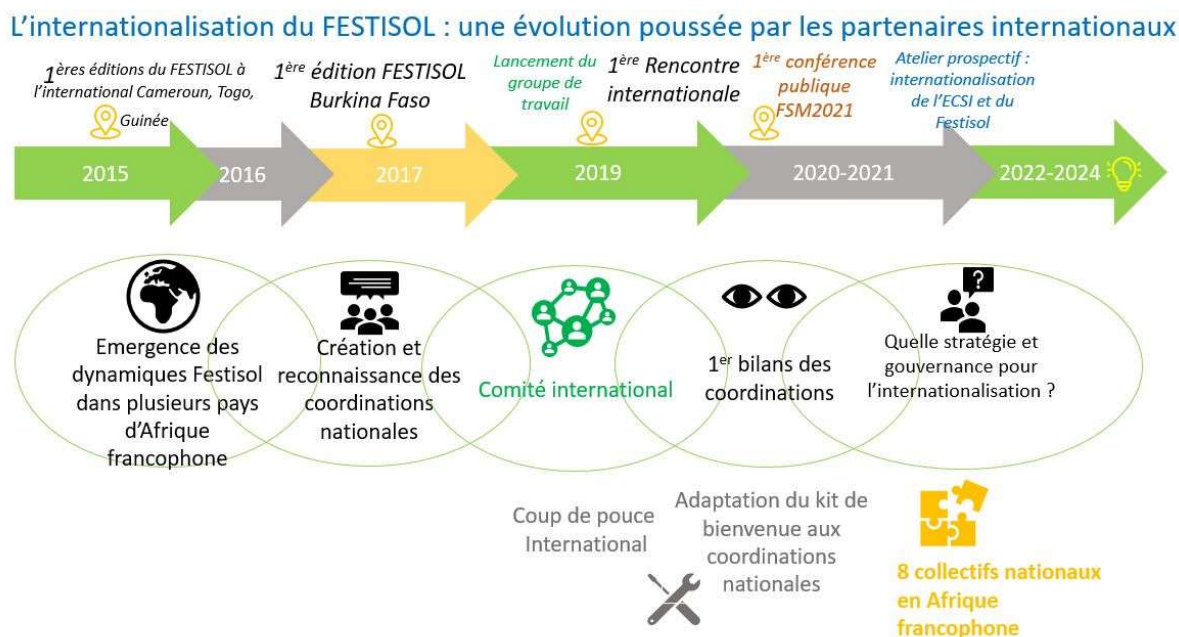 L'internationalisation du FESTISOL : une évolution poussée par les partenaires internationaux
1ères éditions du FESTISOL à
l'international Cameroun, Togo,
Guinée
1ère édition FESTISOL
Burkina Faso
Lancement du
groupe de
travail
1ère Rencontre
internationale
1ère conférence
publique
FSM2021
Atelier prospectif :
internationalisation
de l'ECSI et du
Festisol
2015
2016
2017
2019
2020-2021
2022-2024
Emergence des
dynamiques Festisol
dans plusieurs pays
d'Afrique
francophone
Création et
reconnaissance des
coordinations
nationales
Comité international
1er bilans des
coordinations
?
Quelle stratégie et
gouvernance pour
l'internationalisation ?
Coup de pouce
International
Adaptation du kit de
bienvenue aux
coordinations
nationales
8 collectifs nationaux
en Afrique
francophone